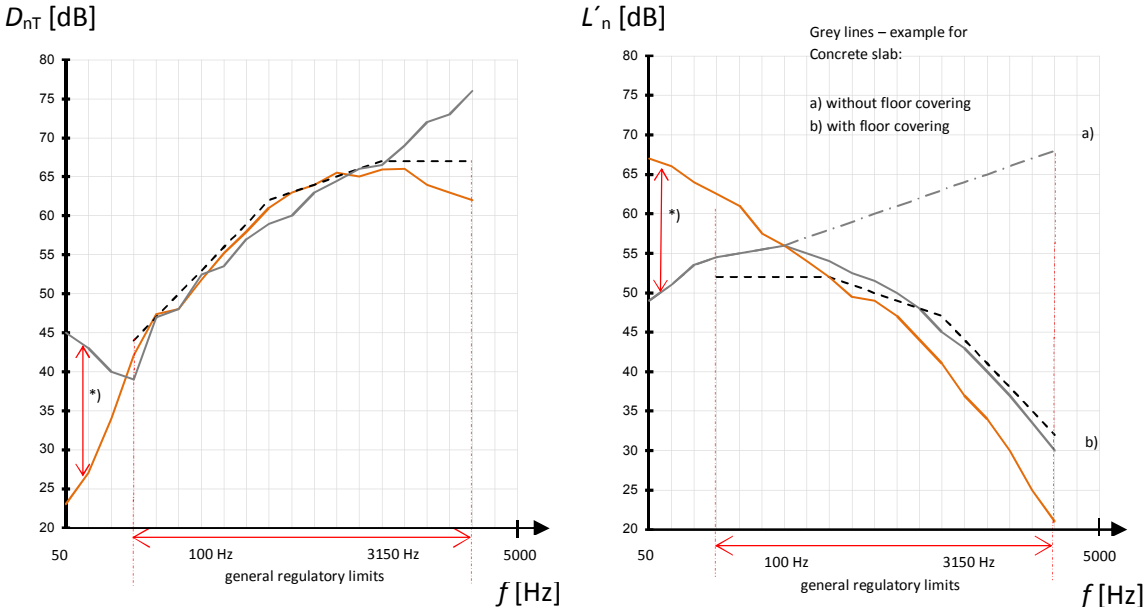 DnT [dB]
80
75
70
65
60
55
50
45
40
35
30
25
20
*)
50
100 Hz
3150 Hz
5000
general regulatory limits
f [Hz]
L´n [dB]
Grey lines – example for
Concrete slab:
a) without floor covering
b) with floor covering
80
75
70
65
60
55
50
45
40
35
30
25
20
*)
a)
b)
50
100 Hz
3150 Hz
5000
general regulatory limits
f [Hz]